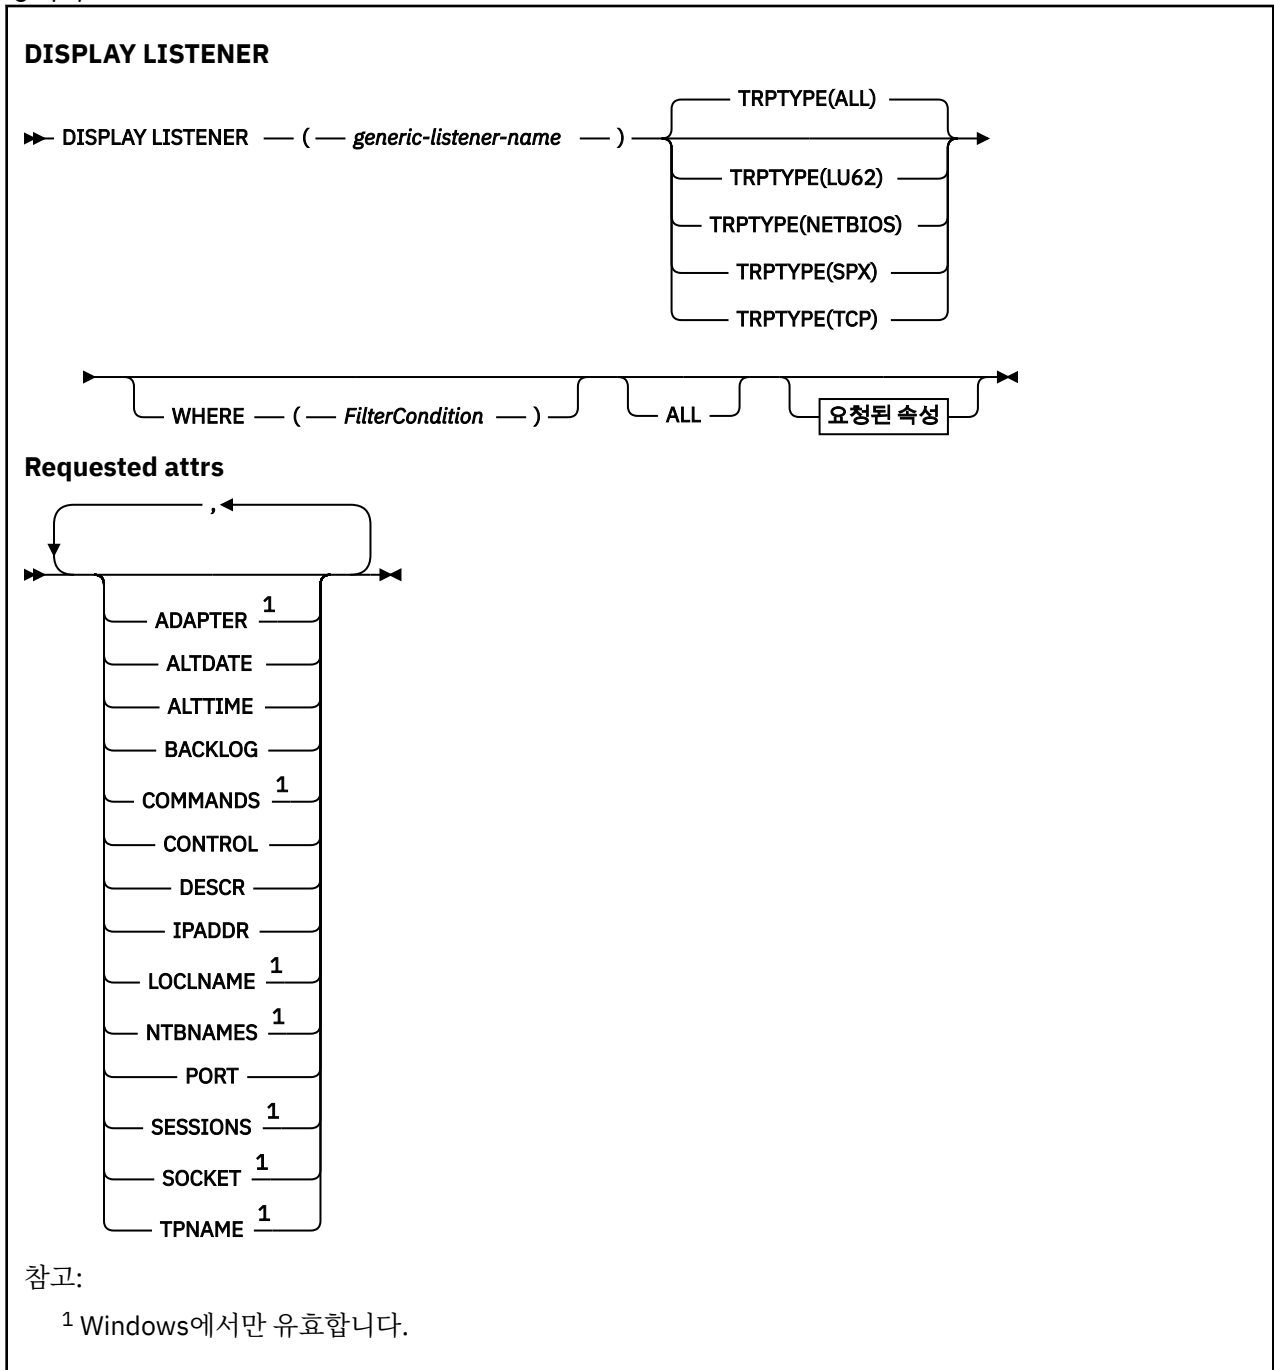 DISPLAY LISTENER
TRPTYPE(ALL)
DISPLAY LISTENER ( generic-listener-name )
TRPTYPE(LU62)
TRPTYPE(NETBIOS)
TRPTYPE(SPX)
TRPTYPE(TCP)
WHERE ( FilterCondition ) ALL 요청된 속성
Requested attrs
,
ADAPTER 1
ALTDATE
ALTTIME
BACKLOG
COMMANDS 1
CONTROL
DESCR
IPADDR
LOCLNAME 1
NTBNAMES 1
PORT
SESSIONS 1
SOCKET 1
TPNAME 1
참고:
1 Windows에서만 유효합니다.